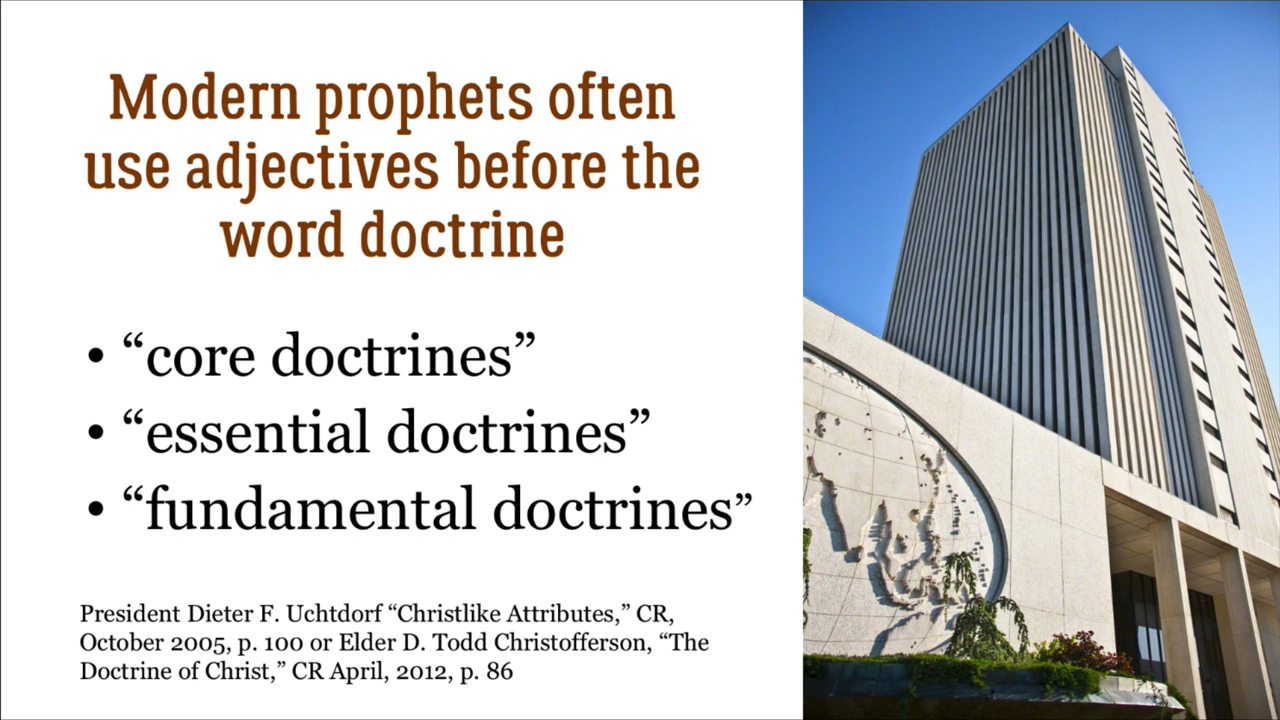 Modern prophets often
use adjectives before the
word doctrine
• “core doctrines”
• “essential doctrines”
• “fundamental doctrines”
President Dieter F. Uchtdorf “Christlike Attributes,” CR,
October 2005, p. 100 or Elder D. Todd Christofferson, “The
Doctrine of Christ,” CR April, 2012, p. 86